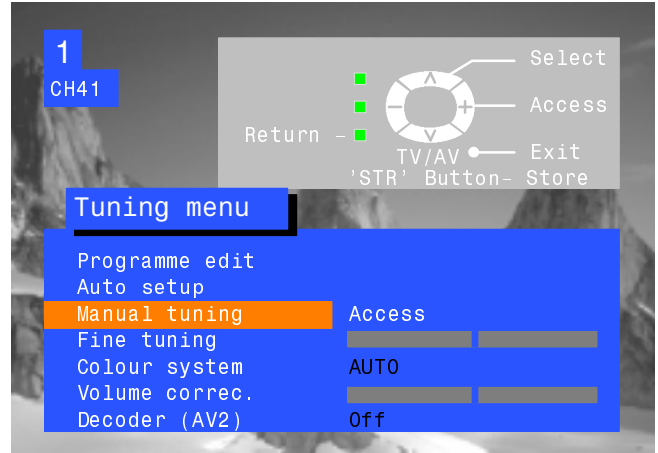 1
CH41
Select
Access
Return
TV/AV Exit
'STR' Button– Store
Tuning menu
Programme edit
Auto setup
Manual tuning Access
Fine tuning
Colour system AUTO
Volume correc.
Decoder (AV2) Off